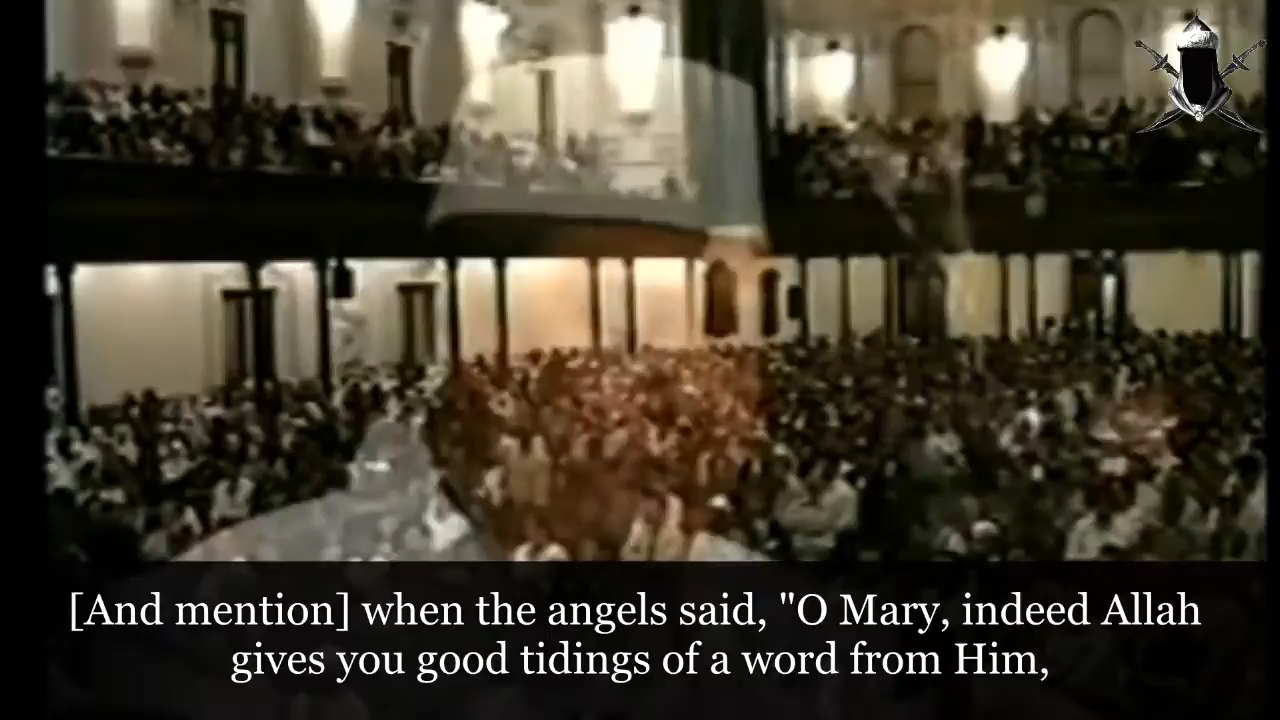 [And mention] when the angels said, "O Mary, indeed Allah
gives you good tidings of a word from Him,